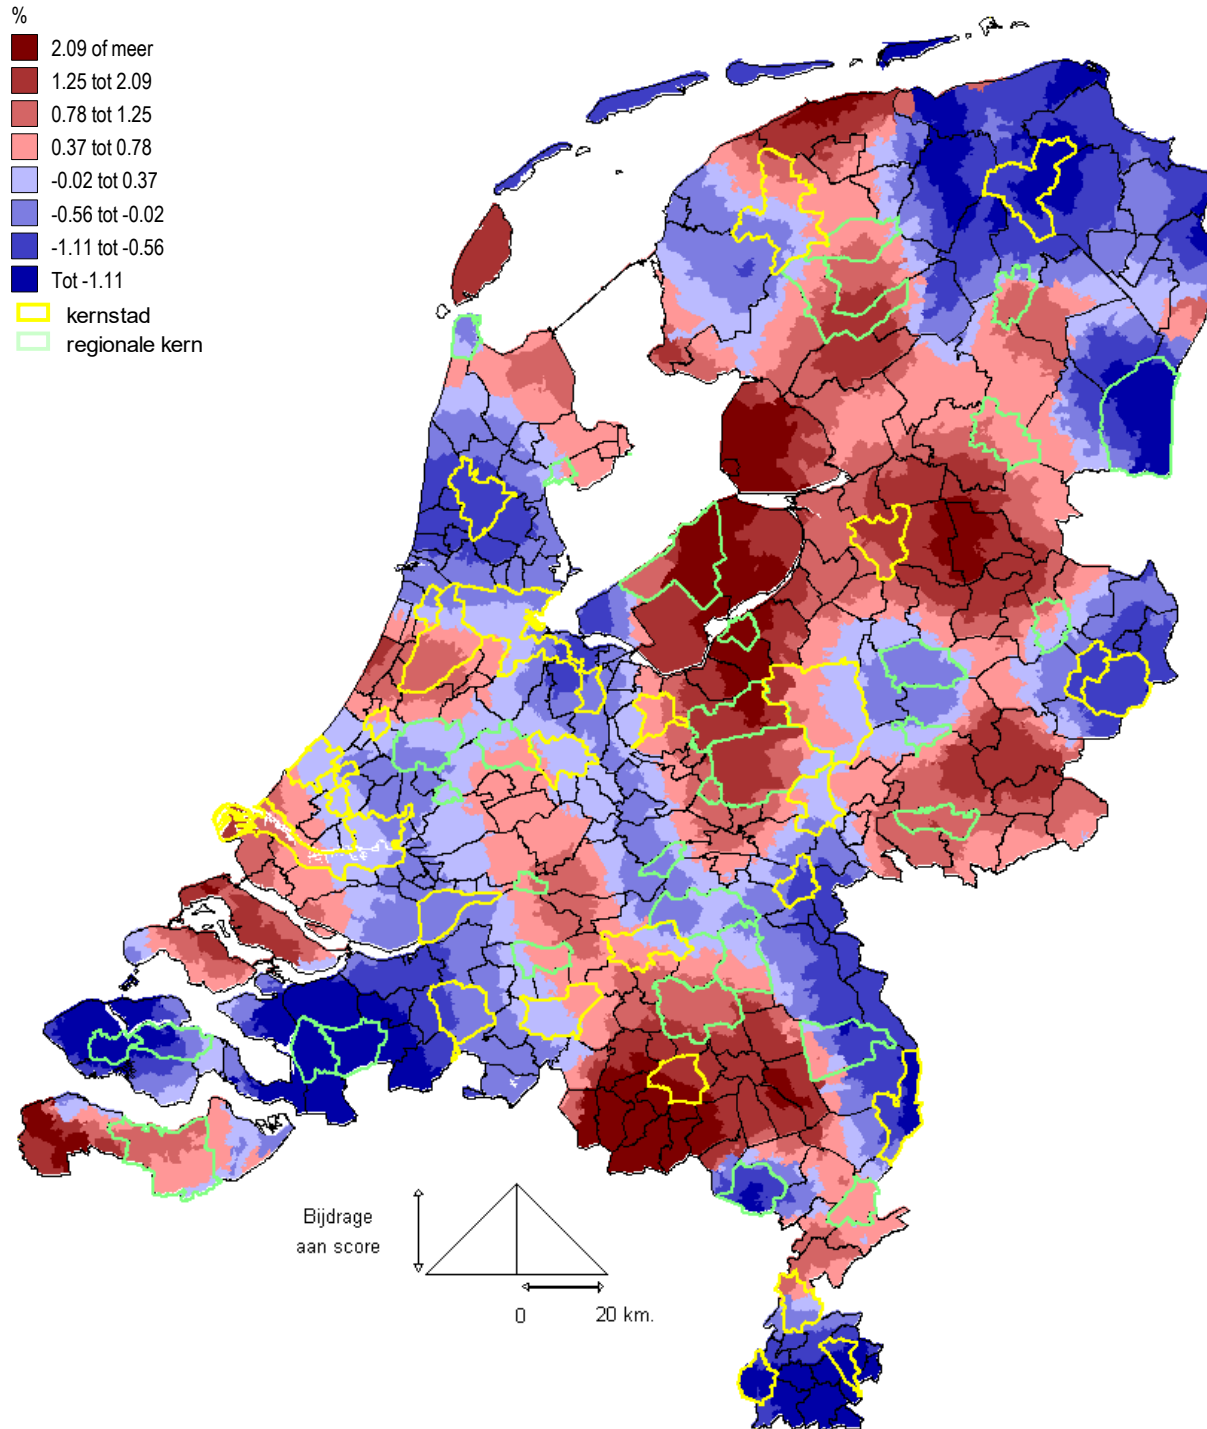 %
2.09 of meer
1.25 tot 2.09
0.78 tot 1.25
0.37 tot 0.78
-0.02 tot 0.37
-0.56 tot -0.02
-1.11 tot -0.56
Tot -1.11
kernstad
regionale kern
Bijdrage
aan score
0 20 km.